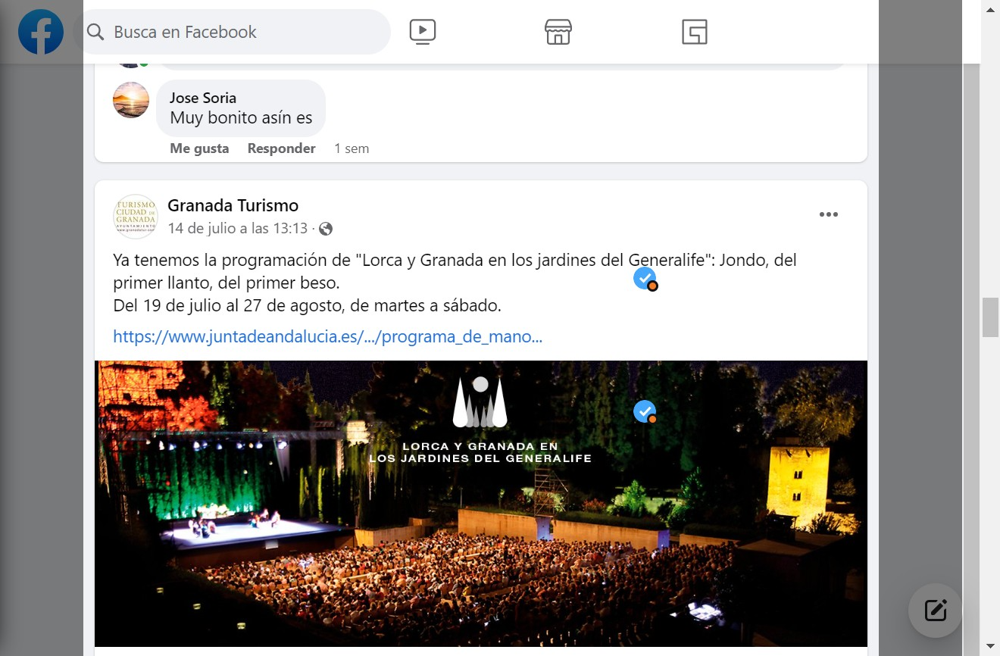 Busca en Facebook
Jose Soria
Muy bonito asín es
Me gusta Responder 1 sem
TURISMO
CIUDAD DE
GRANADA
AYUNTAMIENTO
www.granadatur.com
Granada Turismo
14 de julio a las 13:13 ·
Ya tenemos la programación de "Lorca y Granada en los jardines del Generalife": Jondo, del
primer llanto, del primer beso.
Del 19 de julio al 27 de agosto, de martes a sábado.
https://www.juntadeandalucia.es/.../programa_de_mano...
LORCA Y GRANADA EN
LOS JARDINES DEL GENERALIFE